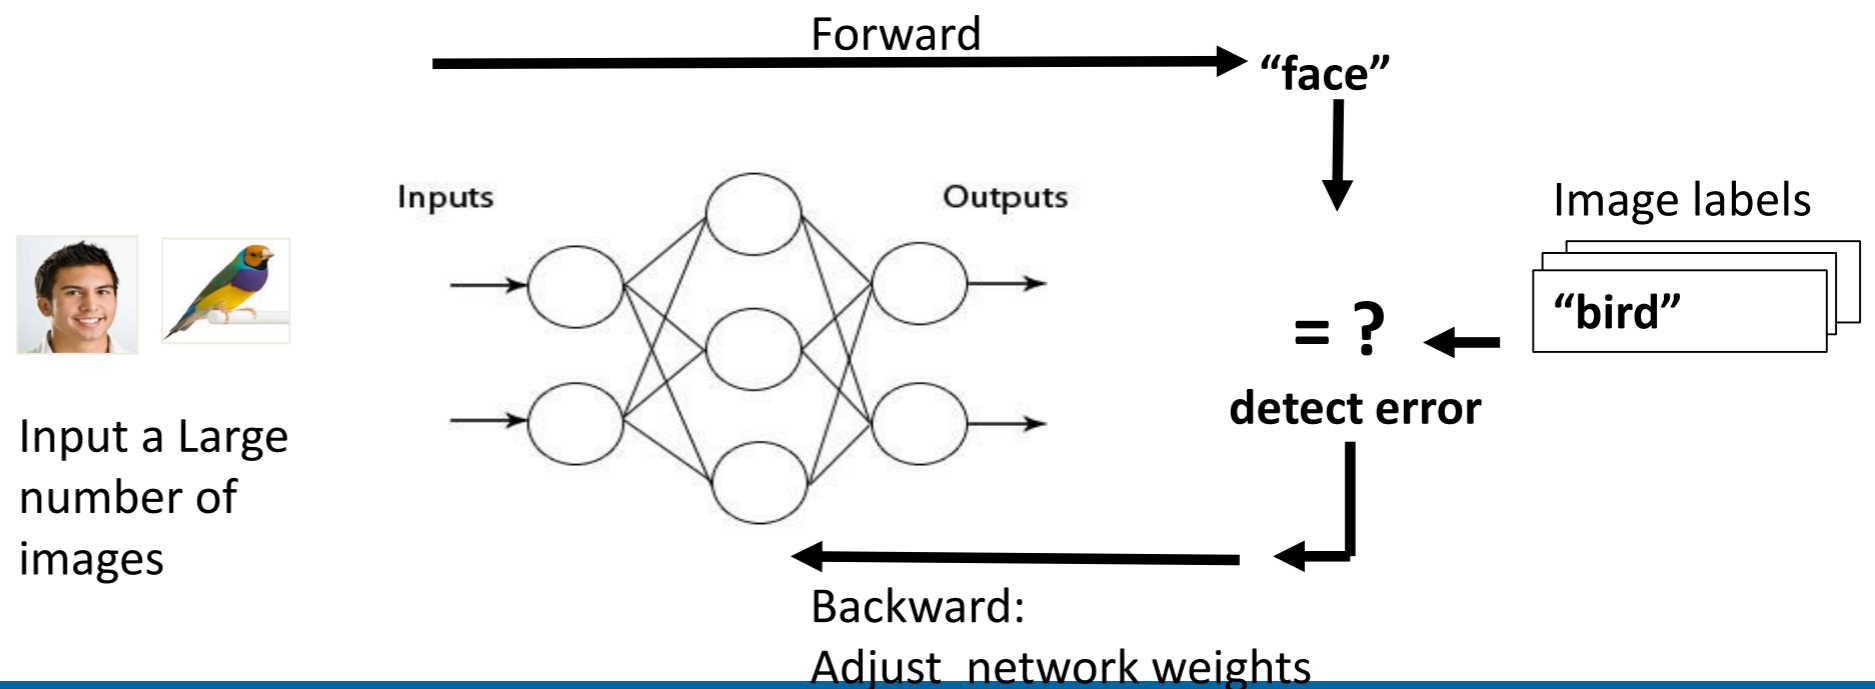 Forward
“face”
Inputs
Outputs
Image labels
“bird”
= ?
detect error
Input a Large
number of
images
Backward:
Adjust network weights